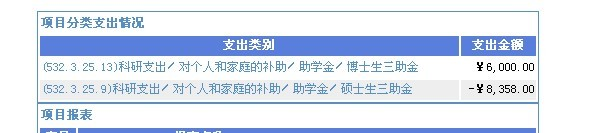 项目分类支出情况
支出类别 支出金额
(532.3.25.13)科研支出／对个人和家庭的补助／助学金／博士生三助金 ￥6,000.00
(532.3.25.9)科研支出／对个人和家庭的补助／助学金／硕士生三助金 -￥8,358.00
项目报表